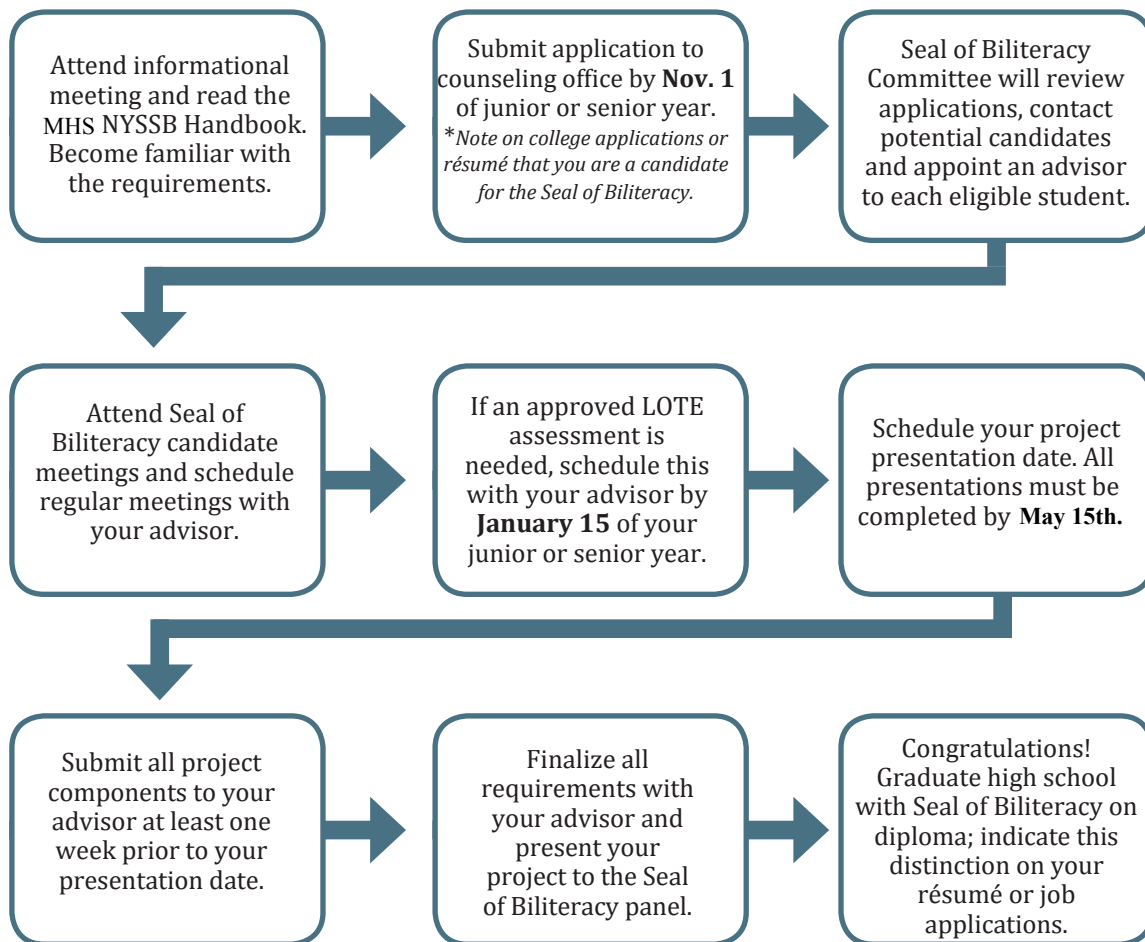 Attend informational
meeting and read the
MHS NYSSB Handbook.
Become familiar with
the requirements.
Submit application to
counseling office by Nov. 1
of junior or senior year.
*Note on college applications or
résumé that you are a candidate
for the Seal of Biliteracy.
Seal of Biliteracy
Committee will review
applications, contact
potential candidates
and appoint an advisor
to each eligible student.
Attend Seal of
Biliteracy candidate
meetings and schedule
regular meetings with
your advisor.
If an approved LOTE
assessment is
needed, schedule this
with your advisor by
January 15 of your
junior or senior year.
Schedule your project
presentation date. All
presentations must be
completed by May 15th.
Submit all project
components to your
advisor at least one
week prior to your
presentation date.
Finalize all
requirements with
your advisor and
present your
project to the Seal
of Biliteracy panel.
Congratulations!
Graduate high school
with Seal of Biliteracy on
diploma; indicate this
distinction on your
résumé or job
applications.